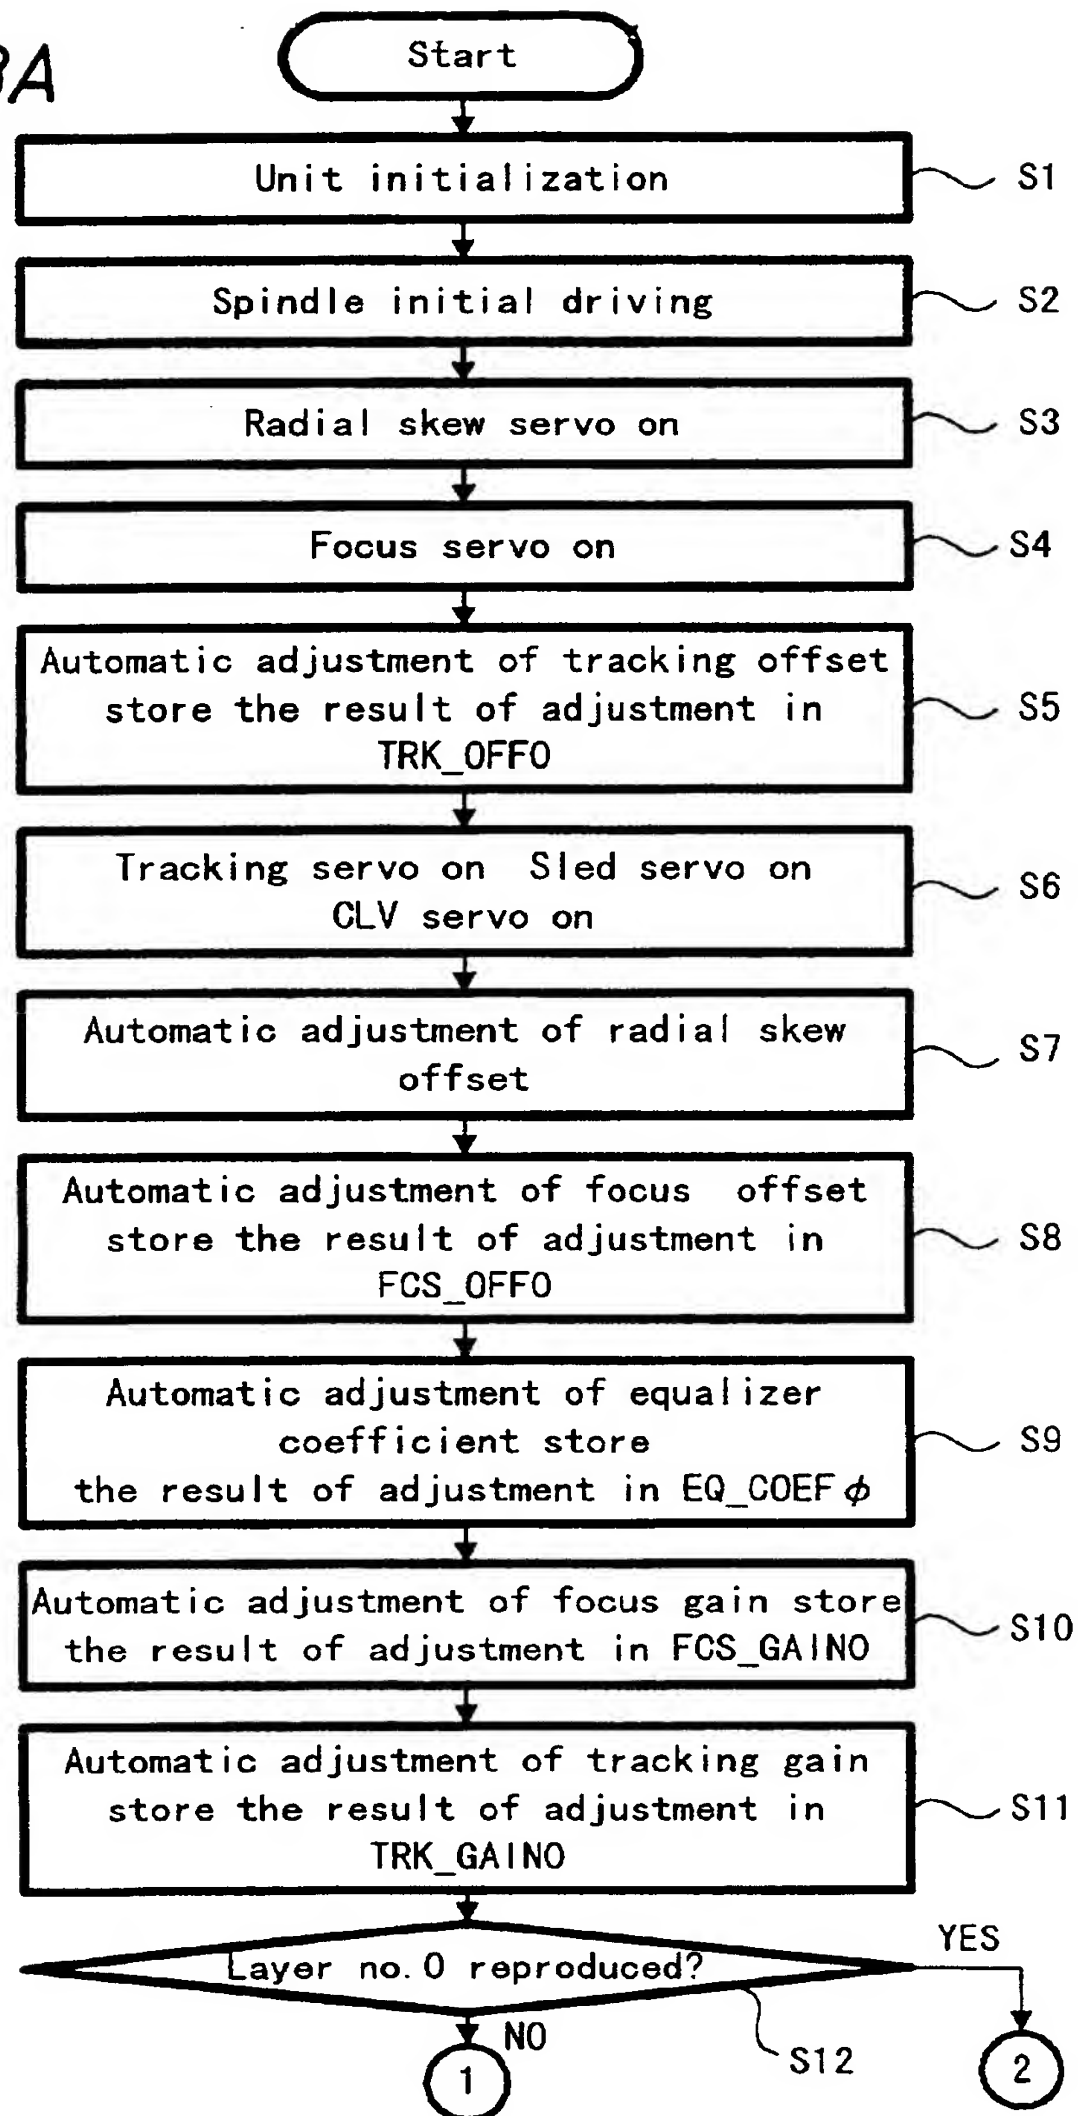 3A
Start
Unit initialization
S1
Spindle initial driving
S2
Radial skew servo on
S3
Focus servo on
S4
Automatic adjustment of tracking offset
store the result of adjustment in
TRK_OFF0
S5
Tracking servo on Sled servo on
CLV servo on
S6
Automatic adjustment of radial skew
offset
S7
Automatic adjustment of focus offset
store the result of adjustment in
FCS_OFF0
S8
Automatic adjustment of equalizer
coefficient store
the result of adjustment in EQ_COEFφ
S9
Automatic adjustment of focus gain store
the result of adjustment in FCS_GAIN0
S10
Automatic adjustment of tracking gain
store the result of adjustment in
TRK_GAIN0
S11
Layer no.0 reproduced?
YES
NO
S12
1
2